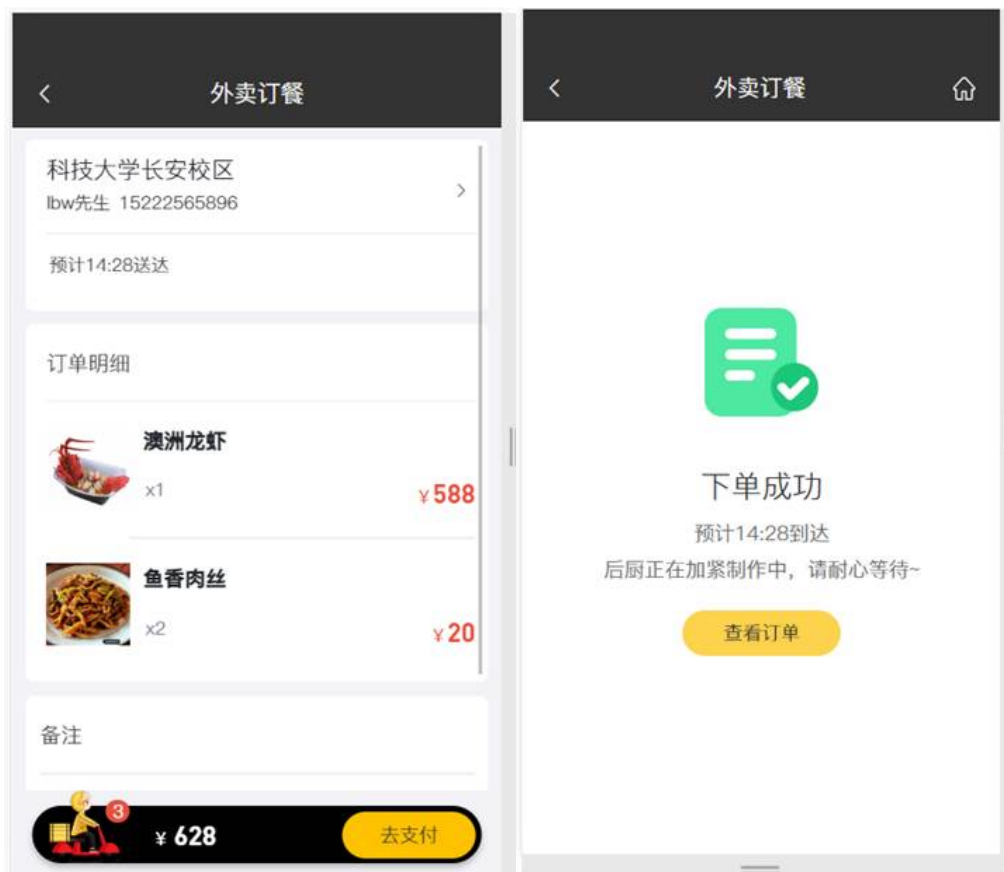 外卖订餐
科技大学长安校区
lbw先生 15222565896
预计14:28送达
订单明细
澳洲龙虾
x1
¥588
鱼香肉丝
x2
¥20
备注
3
¥ 628
去支付
外卖订餐
下单成功
预计14:28到达
后厨正在加紧制作中，请耐心等待~
查看订单